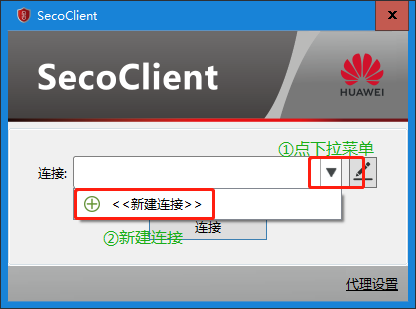 SecoClient
SecoClient
HUAWEI
①点下拉菜单
连接:
<<新建连接>>
②新建连接
连接
代理设置